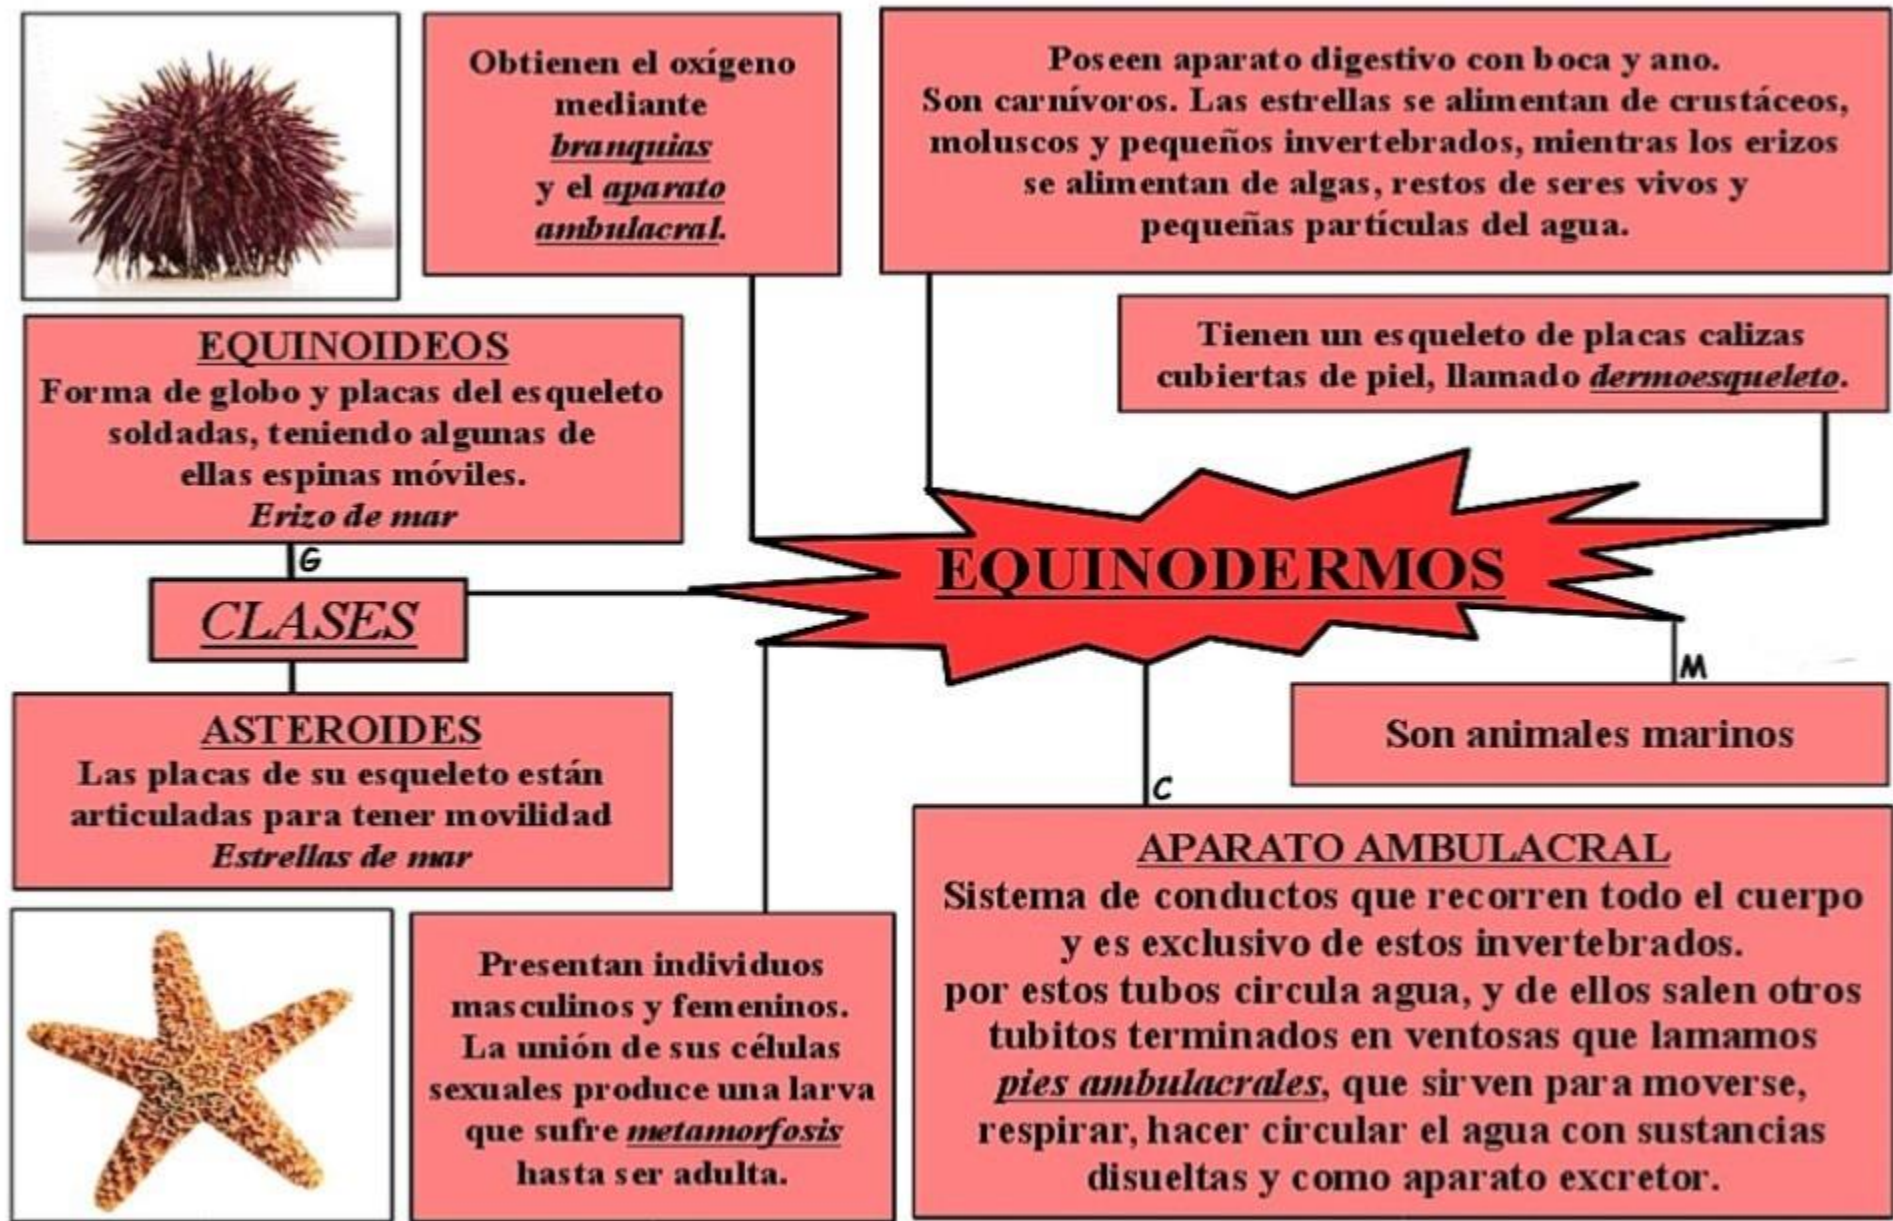 Obtienen el oxígeno
mediante
branquias
y el aparato
ambulacral.
Poseen aparato digestivo con boca y ano.
Son carnívoros. Las estrellas se alimentan de crustáceos,
moluscos y pequeños invertebrados, mientras los erizos
se alimentan de algas, restos de seres vivos y
pequeñas partículas del agua.
Tienen un esqueleto de placas calizas
cubiertas de piel, llamado dermoesqueleto.
EQUINOIDEOS
Forma de globo y placas del esqueleto
soldadas, teniendo algunas de
ellas espinas móviles.
Erizo de mar
G
CLASES
EQUINODERMOS
ASTEROIDES
Las placas de su esqueleto están
articuladas para tener movilidad
Estrellas de mar
M
Son animales marinos
C
Presentan individuos
masculinos y femeninos.
La unión de sus células
sexuales produce una larva
que sufre metamorfosis
hasta ser adulta.
APARATO AMBULACRAL
Sistema de conductos que recorren todo el cuerpo
y es exclusivo de estos invertebrados.
por estos tubos circula agua, y de ellos salen otros
tubitos terminados en ventosas que lamamos
pies ambulacrales, que sirven para moverse,
respirar, hacer circular el agua con sustancias
disueltas y como aparato excretor.